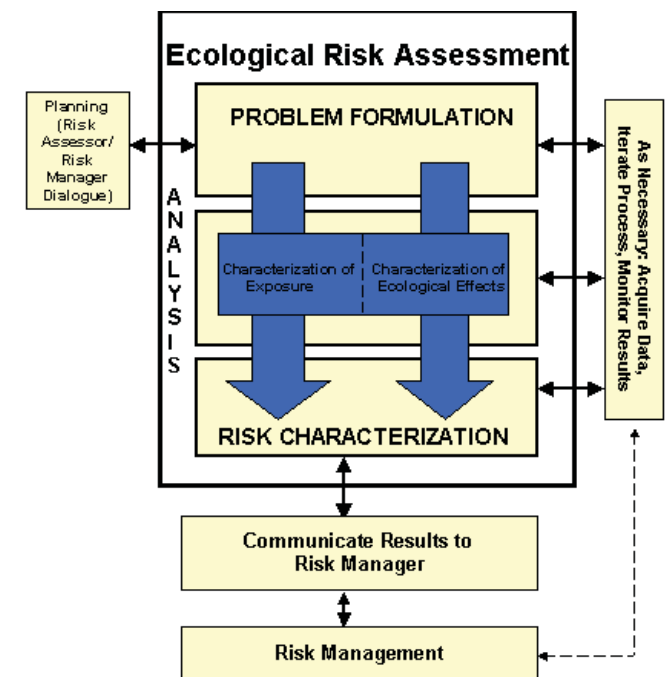 Ecological Risk Assessment
Planning
(Risk
Assessor/
Risk
Manager
Dialogue)
PROBLEM FORMULATION
ANALYSIS
Characterization of
Exposure
Characterization of
Ecological Effects
RISK CHARACTERIZATION
As Necessary: Acquire Data,
Iterate Process, Monitor Results
Communicate Results to
Risk Manager
Risk Management